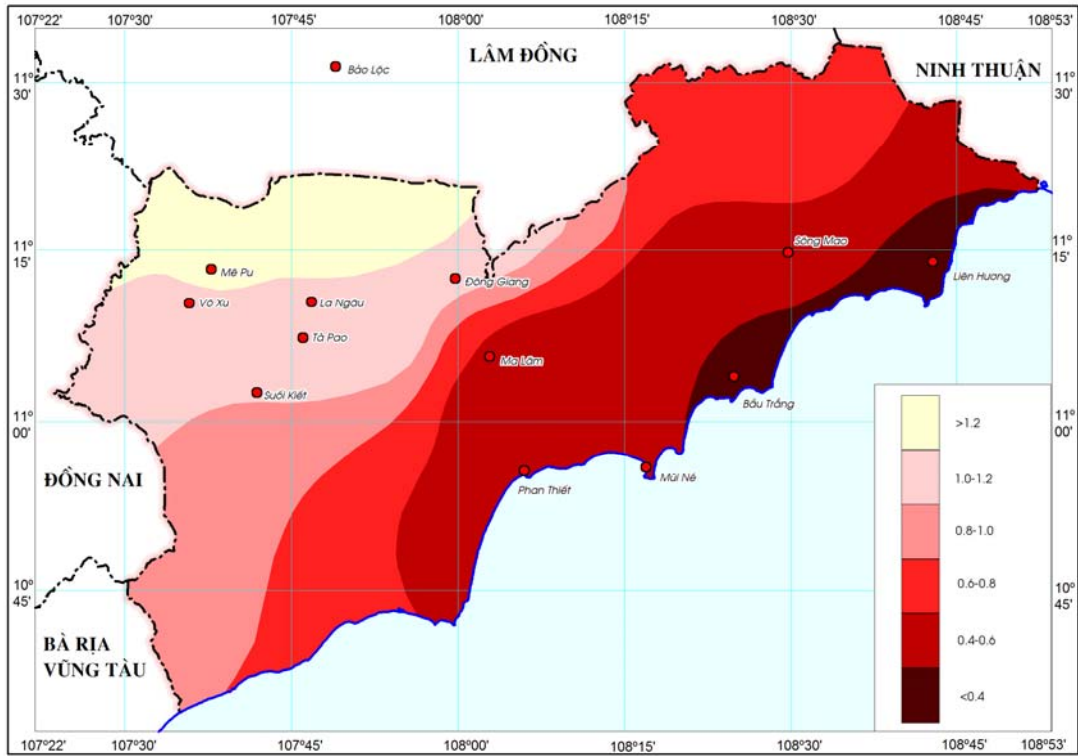 107°22' 107°30' 107°45' 108°00' 108°15' 108°30' 108°45' 108°53'
LÂM ĐỒNG
Bảo Lộc
NINH THUẬN
11° 11°
30' 30'
11° 11°
15' 15'
Sông Mao
Mê Pu
Đông Giang
Liên Hương
Võ Xu
La Ngâu
Tà Pao
Ma Lâm
Suối Kiết
Bàu Trắng
11° 11°
00' 00'
>1.2
ĐỒNG NAI
Phan Thiết
Mũi Né
1.0-1.2
0.8-1.0
10° 10°
45' 45'
0.6-0.8
BÀ RỊA
VŨNG TÀU
0.4-0.6
<0.4
107°22' 107°30' 107°45' 108°00' 108°15' 108°30' 108°45' 108°53'